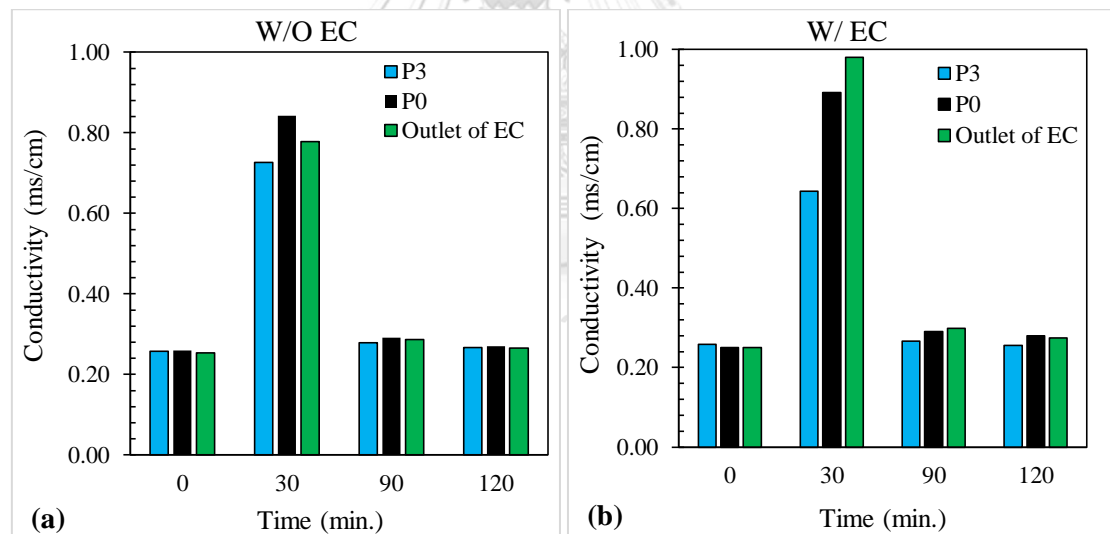 W/O EC
1.00
0.80
0.60
0.40
0.20
0.00
Conductivity (ms/cm)
P3
P0
Outlet of EC
0 30 90 120
Time (min.)
(a)
W/ EC
1.00
0.80
0.60
0.40
0.20
0.00
Conductivity (ms/cm)
P3
P0
Outlet of EC
0 30 90 120
Time (min.)
(b)